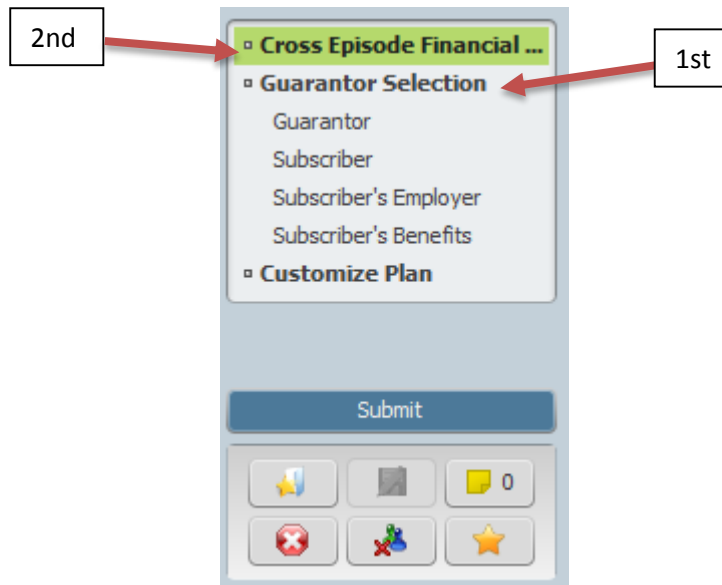 2nd
Cross Episode Financial ...
1st
Guarantor Selection
Guarantor
Subscriber
Subscriber's Employer
Subscriber's Benefits
Customize Plan
Submit
0